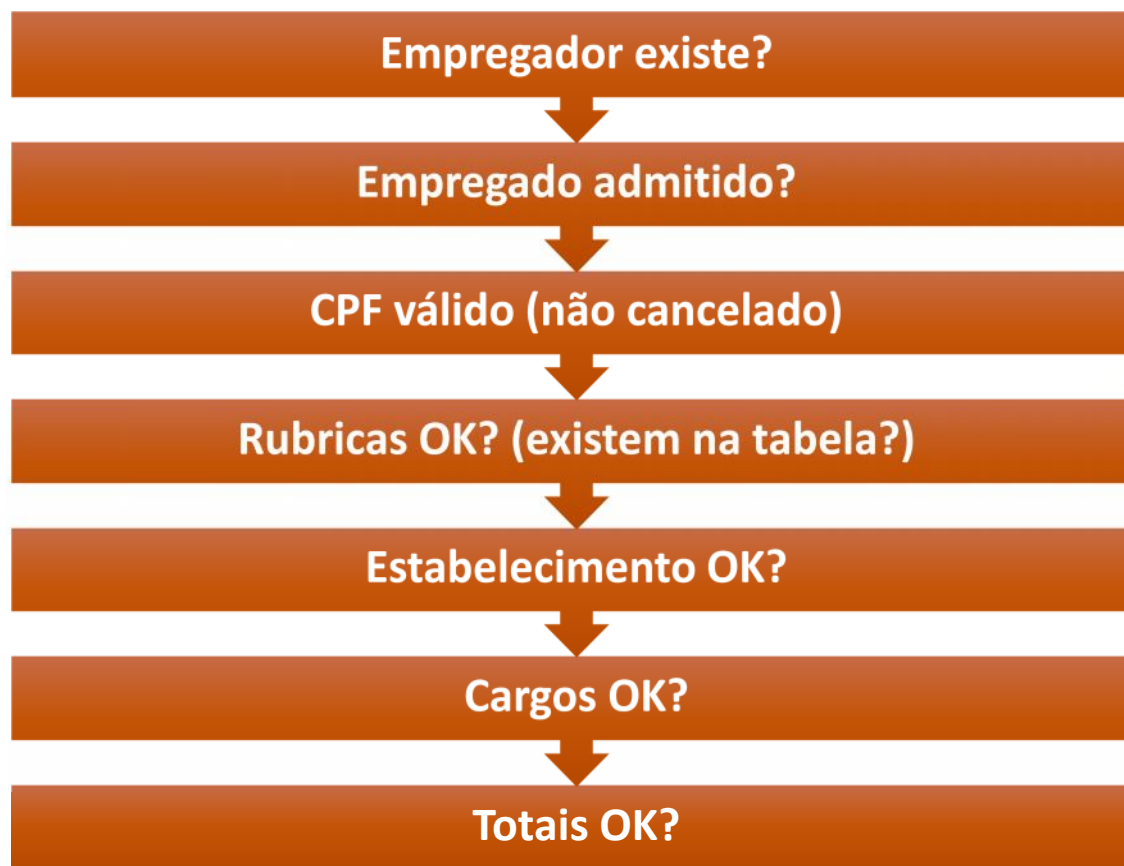 Empregador existe?
Empregado admitido?
CPF válido (não cancelado)
Rubricas OK? (existem na tabela?)
Estabelecimento OK?
Cargos OK?
Totais OK?